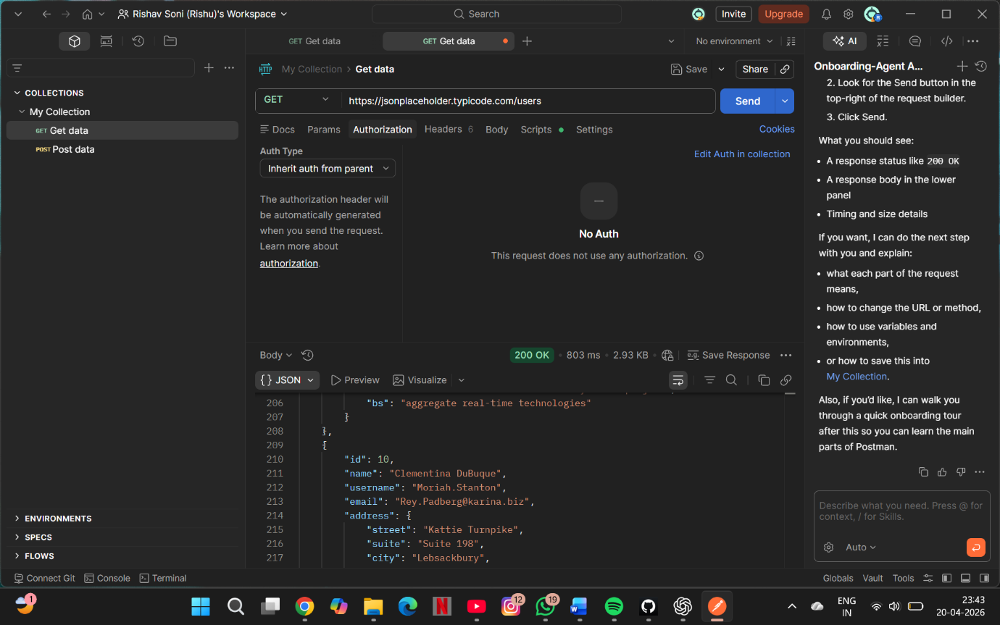 Rishav Soni (Rishu)'s Workspace
Search
Invite
Upgrade
R
GET Get data
GET Get data
No environment
AI
COLLECTIONS
My Collection
GET Get data
POST Post data
ENVIRONMENTS
SPECS
FLOWS
HTTP
My Collection > Get data
Save
Share
GET
https://jsonplaceholder.typicode.com/users
Send
Docs
Params
Authorization
Headers 6
Body
Scripts
Settings
Cookies
Auth Type
Inherit auth from parent
The authorization header will
be automatically generated
when you send the request.
Learn more about
authorization.
Edit Auth in collection
No Auth
This request does not use any authorization.
Body
200 OK
803 ms
2.93 KB
e.g. Save Response
{} JSON
Preview
Visualize
206 "bs": "aggregate real-time technologies"
207 }
208 },
209 {
210 "id": 10,
211 "name": "Clementina DuBuque",
212 "username": "Moriah.Stanton",
213 "email": "Rey.Padberg@karina.biz",
214 "address": {
215 "street": "Kattie Turnpike",
216 "suite": "Suite 198",
217 "city": "Lebsackbury",
Onboarding-Agent A...
2. Look for the Send button in the
top-right of the request builder.
3. Click Send.
What you should see:
• A response status like 200 OK
• A response body in the lower
panel
• Timing and size details
If you want, I can do the next step
with you and explain:
• what each part of the request
means,
• how to change the URL or method,
• how to use variables and
environments,
• or how to save this into
My Collection.
Also, if you'd like, I can walk you
through a quick onboarding tour
after this so you can learn the main
parts of Postman.
Describe what you need. Press @ for
context, / for Skills.
Auto
Connect Git
Console
Terminal
Globals
Vault
Tools
1
12
19
ENG
IN
23:43
20-04-2026